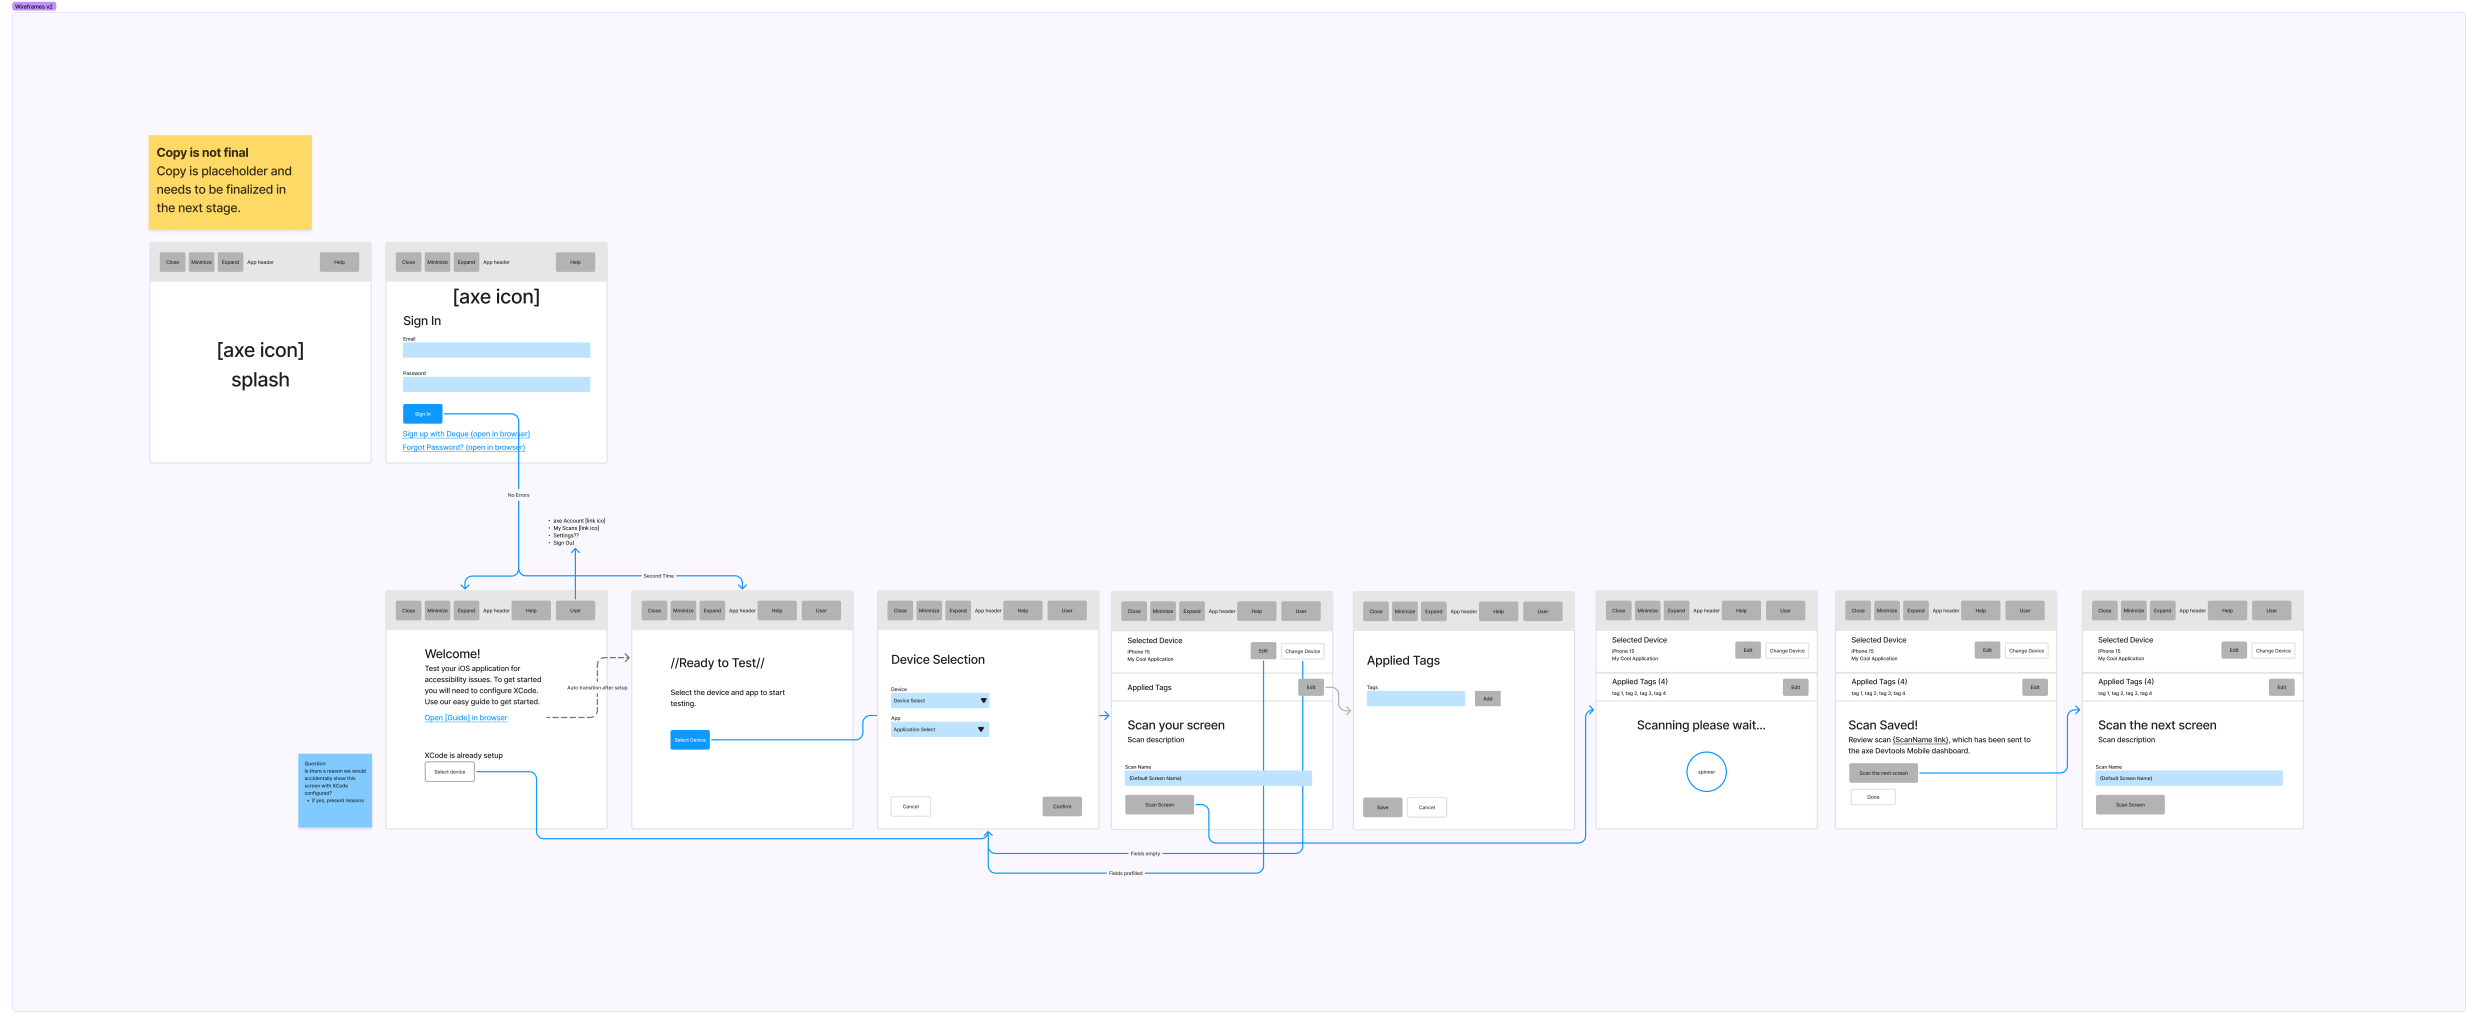 Wireframes v2
Copy is not final
Copy is placeholder and
needs to be finalized in
the next stage.
Close
Minimize
Expand
App header
Help
[axe icon]
splash
Close
Minimize
Expand
App header
Help
[axe icon]
Sign In
Email
Password
Sign In
Sign up with Deque (open in browser)
Forgot Password? (open in browser)
No Errors
• axe Account [link ico]
• My Scans [link ico]
• Settings??
• Sign Out
Second Time
Question:
Is there a reason we would
accidentally show this
screen with XCode
configured?
• if yes, present reasons
Close
Minimize
Expand
App header
Help
User
Welcome!
Test your iOS application for
accessibility issues. To get started
you will need to configure XCode.
Use our easy guide to get started.
Open [Guide] in browser
Auto transition after setup
XCode is already setup
Select device
Close
Minimize
Expand
App header
Help
User
//Ready to Test//
Select the device and app to start
testing.
Select Device
Close
Minimize
Expand
App header
Help
User
Device Selection
Device
Device Select
App
Application Select
Cancel
Confirm
Close
Minimize
Expand
App header
Help
User
Selected Device
iPhone 15
My Cool Application
Edit
Change Device
Applied Tags
Edit
Scan your screen
Scan description
Scan Name
{Default Screen Name}
Scan Screen
Fields empty
Fields prefilled
Close
Minimize
Expand
App header
Help
User
Applied Tags
Tags
Add
Save
Cancel
Close
Minimize
Expand
App header
Help
User
Selected Device
iPhone 15
My Cool Application
Edit
Change Device
Applied Tags (4)
tag 1, tag 2, tag 3, tag 4
Edit
Scanning please wait...
spinner
Close
Minimize
Expand
App header
Help
User
Selected Device
iPhone 15
My Cool Application
Edit
Change Device
Applied Tags (4)
tag 1, tag 2, tag 3, tag 4
Edit
Scan Saved!
Review scan {ScanName link}, which has been sent to
the axe Devtools Mobile dashboard.
Scan the next screen
Done
Close
Minimize
Expand
App header
Help
User
Selected Device
iPhone 15
My Cool Application
Edit
Change Device
Applied Tags (4)
tag 1, tag 2, tag 3, tag 4
Edit
Scan the next screen
Scan description
Scan Name
{Default Screen Name}
Scan Screen